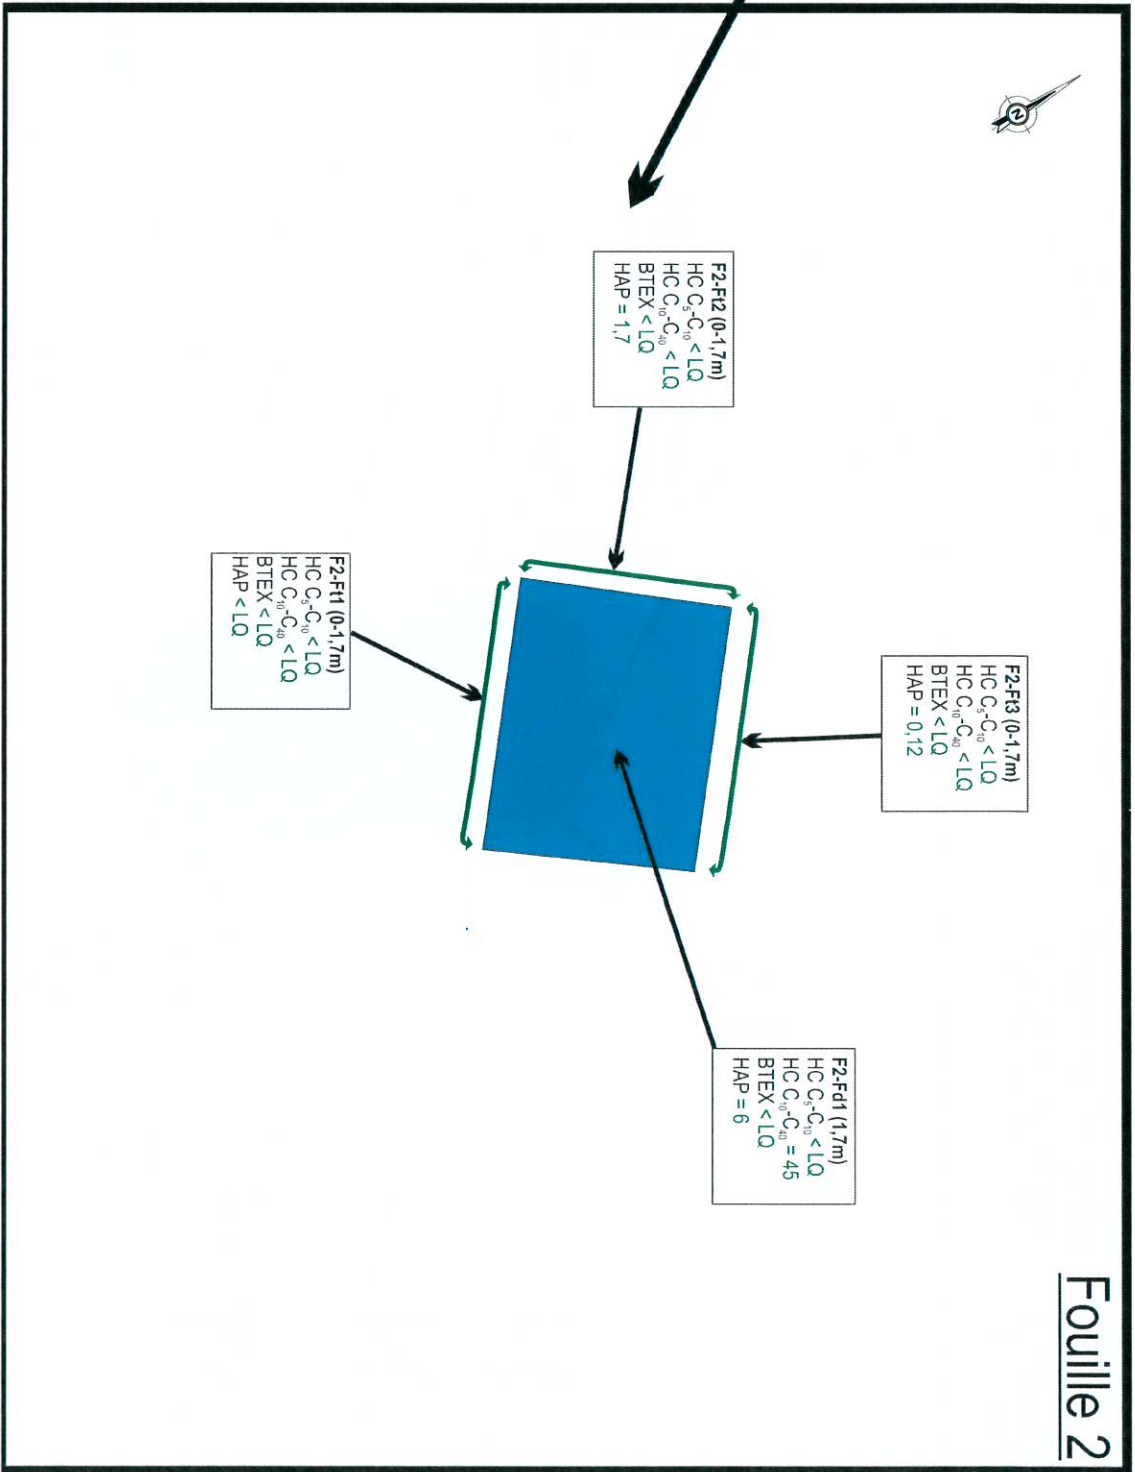 Fouille 2
N
F2-Ft3 (0-1,7m)
HC C₅-C₁₀ < LQ
HC C₁₀-C₄₀ < LQ
BTEX < LQ
HAP = 0,12
F2-Fd1 (1,7m)
HC C₅-C₁₀ < LQ
HC C₁₀-C₄₀ = 45
BTEX < LQ
HAP = 6
F2-Ft2 (0-1,7m)
HC C₅-C₁₀ < LQ
HC C₁₀-C₄₀ < LQ
BTEX < LQ
HAP = 1,7
F2-Ft1 (0-1,7m)
HC C₅-C₁₀ < LQ
HC C₁₀-C₄₀ < LQ
BTEX < LQ
HAP < LQ